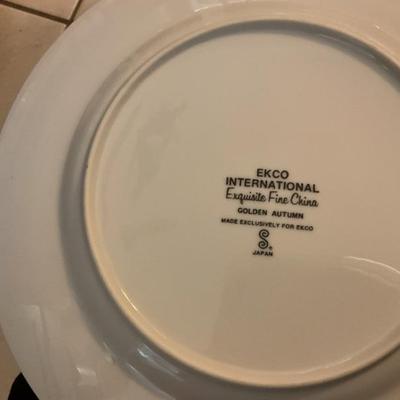 EKCO
INTERNATIONAL
Exquisite Fine China
GOLDEN AUTUMN
MADE EXCLUSIVELY FOR EKCO
S®
JAPAN